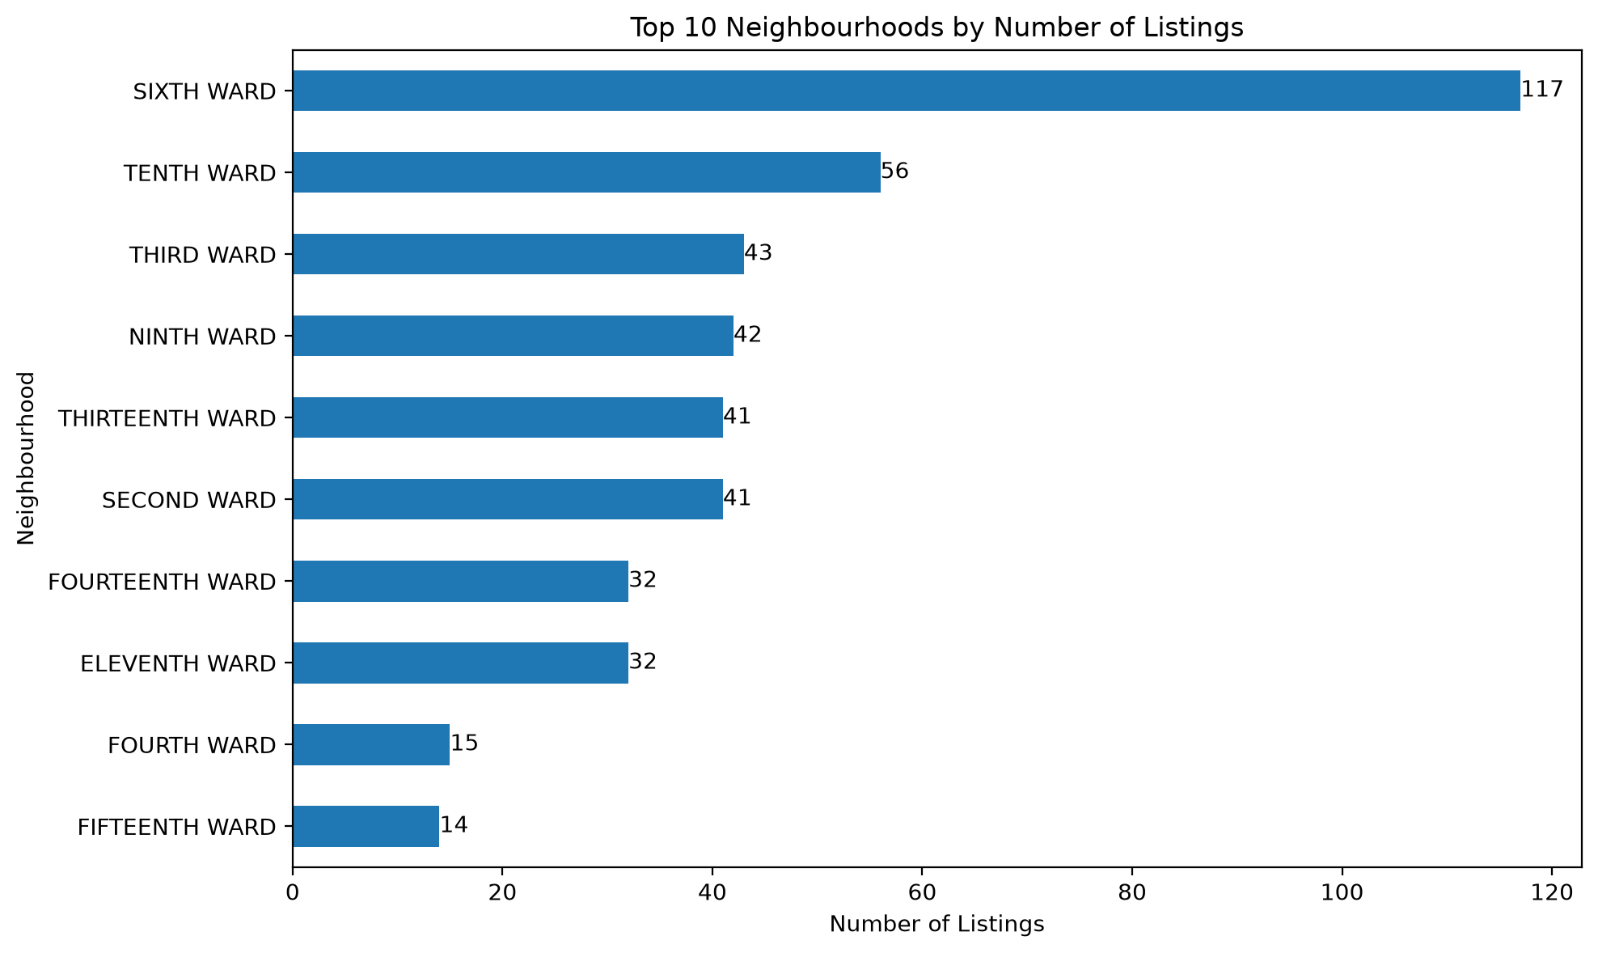 Top 10 Neighbourhoods by Number of Listings
SIXTH WARD 117
TENTH WARD 56
THIRD WARD 43
NINTH WARD 42
THIRTEENTH WARD 41
SECOND WARD 41
FOURTEENTH WARD 32
ELEVENTH WARD 32
FOURTH WARD 15
FIFTEENTH WARD 14
Neighbourhood
0 20 40 60 80 100 120
Number of Listings